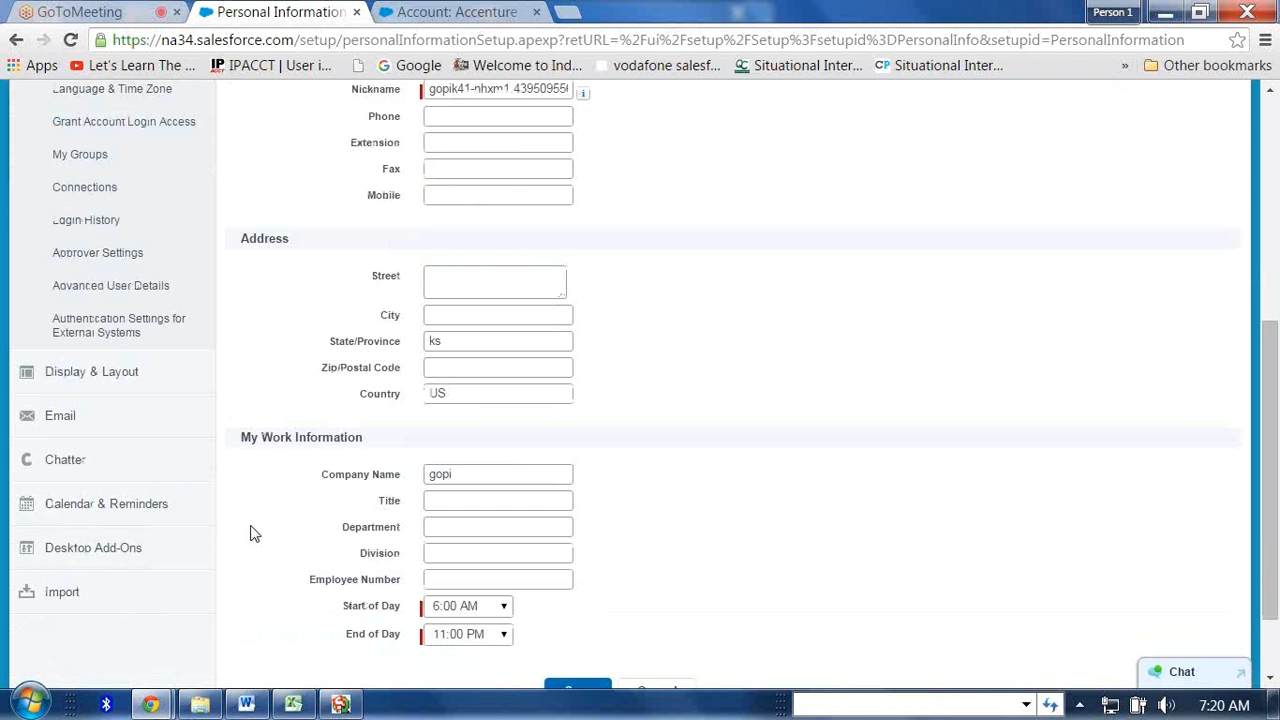 GoToMeeting
Personal Information
Account: Accenture
Person 1
https://na34.salesforce.com/setup/personalInformationSetup.apexp?retURL=%2Fui%2Fsetup%2FSetup%3Fsetupid%3DPersonalInfo&setupid=PersonalInformation
Apps
Let's Learn The ...
IPACCT | User i...
Google
Welcome to Ind...
vodafone salesf...
Situational Inter...
CP Situational Inter...
»
Other bookmarks
Language & Time Zone
Grant Account Login Access
My Groups
Connections
Login History
Approver Settings
Advanced User Details
Authentication Settings for
External Systems
Display & Layout
Email
Chatter
Calendar & Reminders
Desktop Add-Ons
Import
Nickname
Phone
Extension
Fax
Mobile
Address
Street
City
State/Province ks
Zip/Postal Code
Country US
My Work Information
Company Name gopi
Title
Department
Division
Employee Number
Start of Day 6:00 AM
End of Day 11:00 PM
Chat
7:20 AM